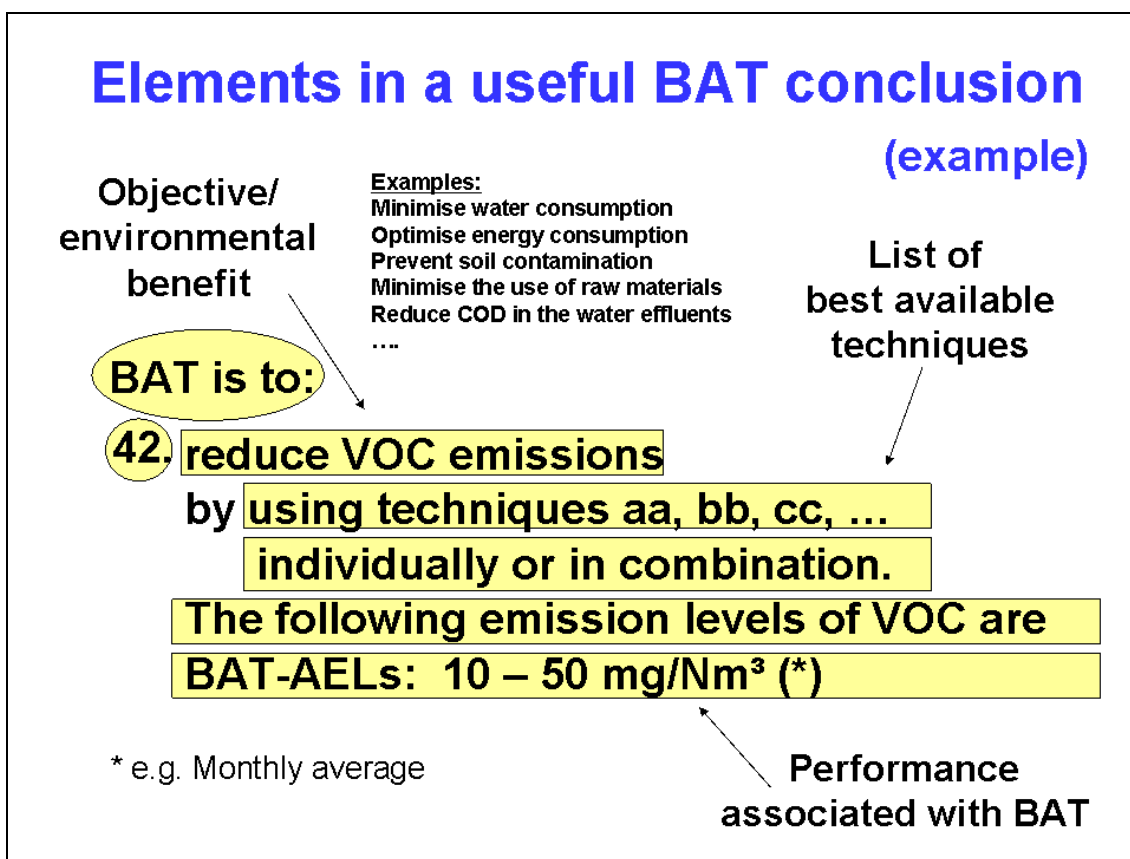 Elements in a useful BAT conclusion
(example)
Objective/
environmental
benefit
Examples:
Minimise water consumption
Optimise energy consumption
Prevent soil contamination
Minimise the use of raw materials
Reduce COD in the water effluents
….
List of
best available
techniques
BAT is to:
42. reduce VOC emissions
by using techniques aa, bb, cc, …
individually or in combination.
The following emission levels of VOC are
BAT-AELs: 10 – 50 mg/Nm³ (*)
* e.g. Monthly average
Performance
associated with BAT